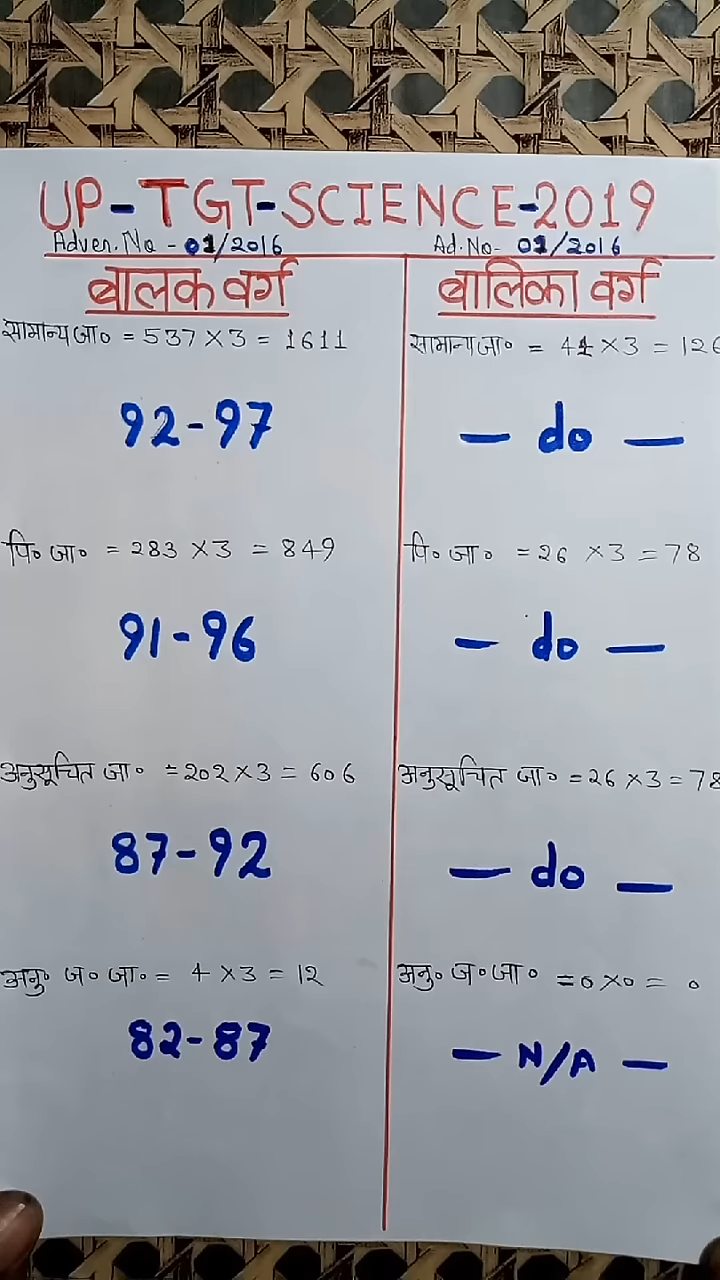 UP-TGT-SCIENCE-2019
Adver. No - 01/2016
Ad. No- 01/2016
बालक वर्ग
बालिका वर्ग
सामान्य जा० = 537 × 3 = 1611
सामान्य जा० = × 3 = 126
92-97
— do —
पि० जा० = 283 × 3 = 849
पि० जा० = 26 × 3 = 78
91-96
— do —
अनुसूचित जा० = 202 × 3 = 606
अनुसूचित जा० = 26 × 3 = 78
87-92
— do —
अनु० ज० जा० = 4 × 3 = 12
अनु० ज० जा० = 0 × 0 = 0
82-87
— N/A —